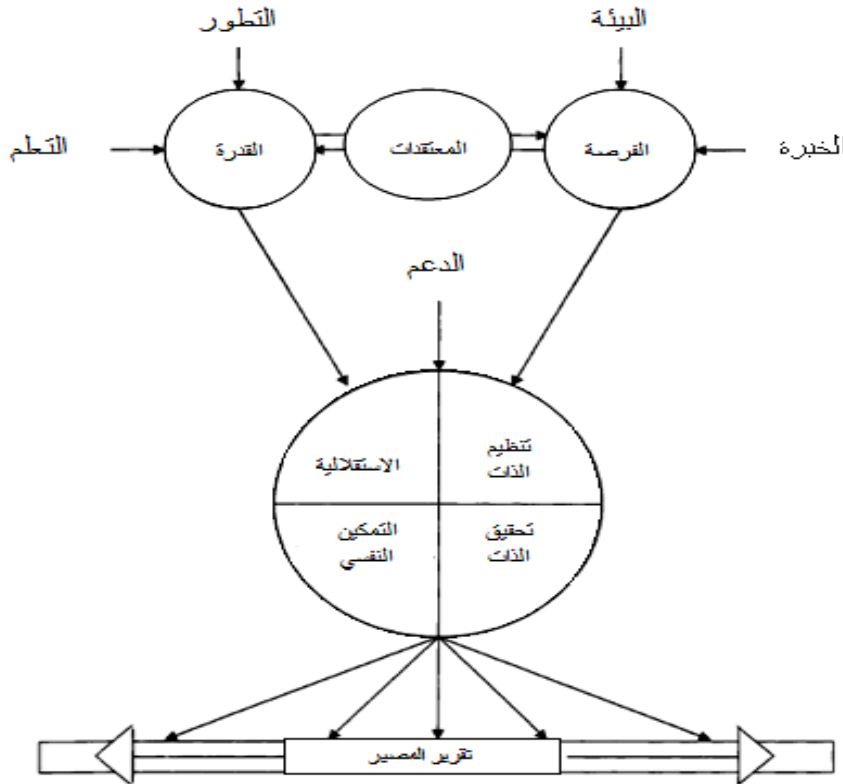 البيئة
التطور
الخبرة
الفرصة
المعتقدات
القدرة
التعلم
الدعم
تنظيم
الذات
الاستقلالية
تحقيق
الذات
التمكين
النفسي
تقرير المصير